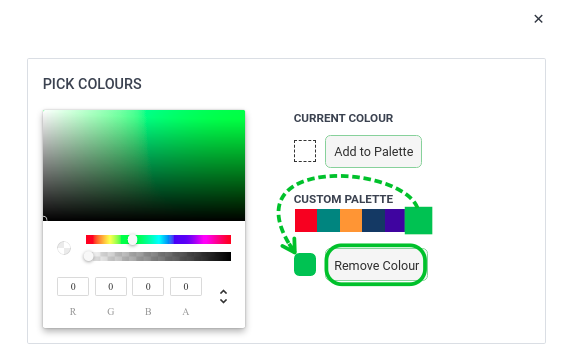 ×
PICK COLOURS
CURRENT COLOUR
Add to Palette
CUSTOM PALETTE
Remove Colour
0 0 0 0
R G B A